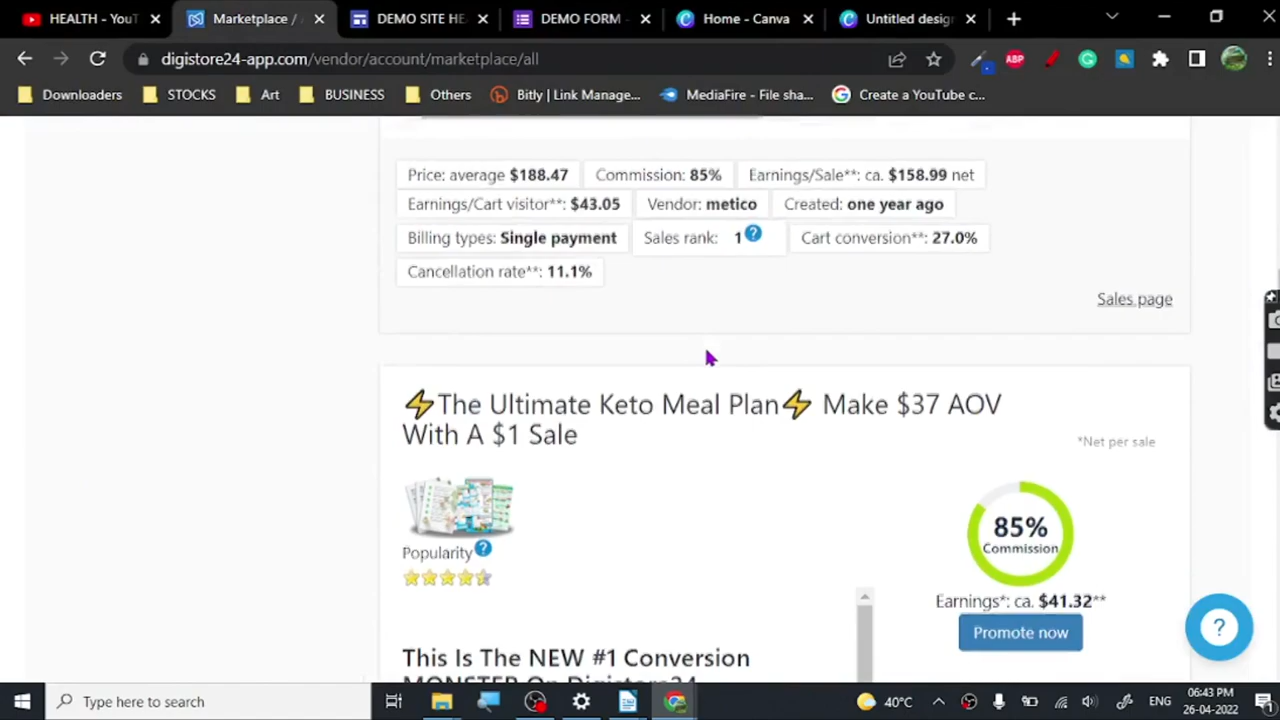 HEALTH - YouT
Marketplace /
DEMO SITE HE
DEMO FORM -
Home - Canva
Untitled desig
digistore24-app.com/vendor/account/marketplace/all
ABP
Downloaders
STOCKS
Art
BUSINESS
Others
Bitly | Link Manage...
MediaFire - File sha...
Create a YouTube c...
Price: average $188.47
Commission: 85%
Earnings/Sale**: ca. $158.99 net
Earnings/Cart visitor**: $43.05
Vendor: metico
Created: one year ago
Billing types: Single payment
Sales rank: 1
Cart conversion**: 27.0%
Cancellation rate**: 11.1%
Sales page
⚡The Ultimate Keto Meal Plan⚡ Make $37 AOV
With A $1 Sale
*Net per sale
Popularity
85%
Commission
Earnings*: ca. $41.32**
Promote now
This Is The NEW #1 Conversion
MONSTER On Digistore24
Type here to search
40°C
ENG
06:43 PM
26-04-2022
1